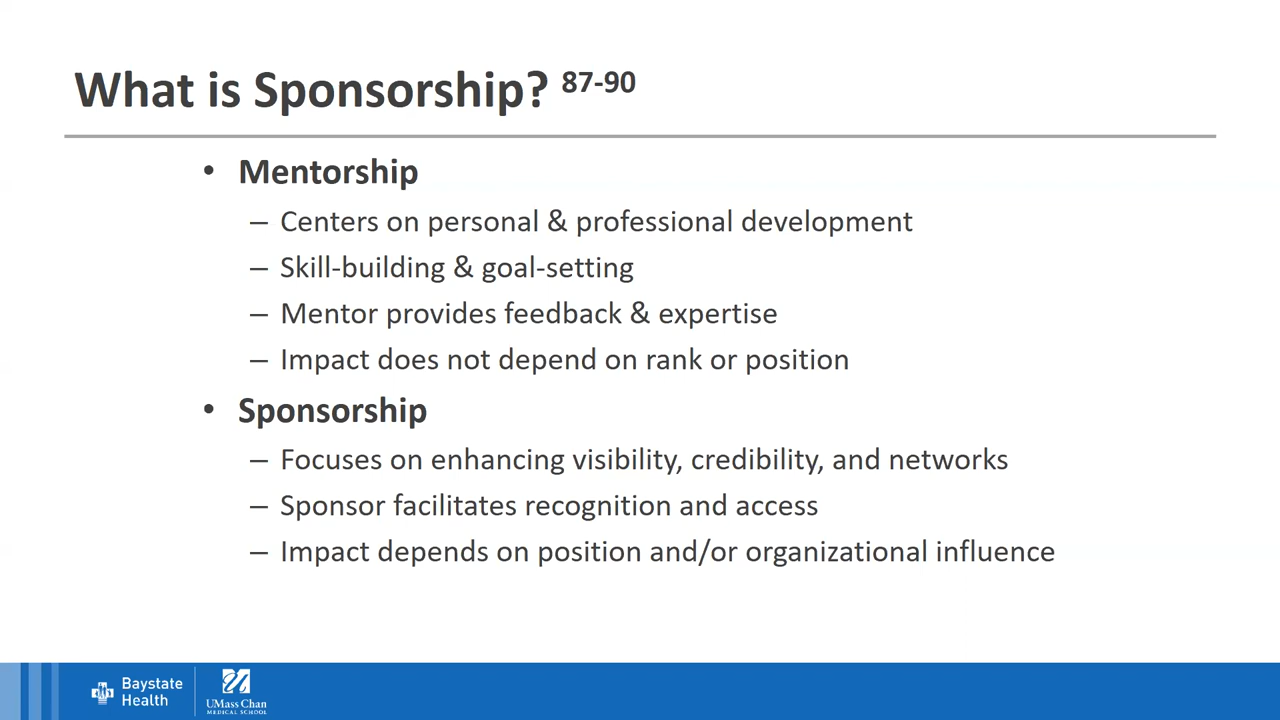 What is Sponsorship? 87-90
• Mentorship
– Centers on personal & professional development
– Skill-building & goal-setting
– Mentor provides feedback & expertise
– Impact does not depend on rank or position
• Sponsorship
– Focuses on enhancing visibility, credibility, and networks
– Sponsor facilitates recognition and access
– Impact depends on position and/or organizational influence
Baystate
Health
UMass Chan
MEDICAL SCHOOL